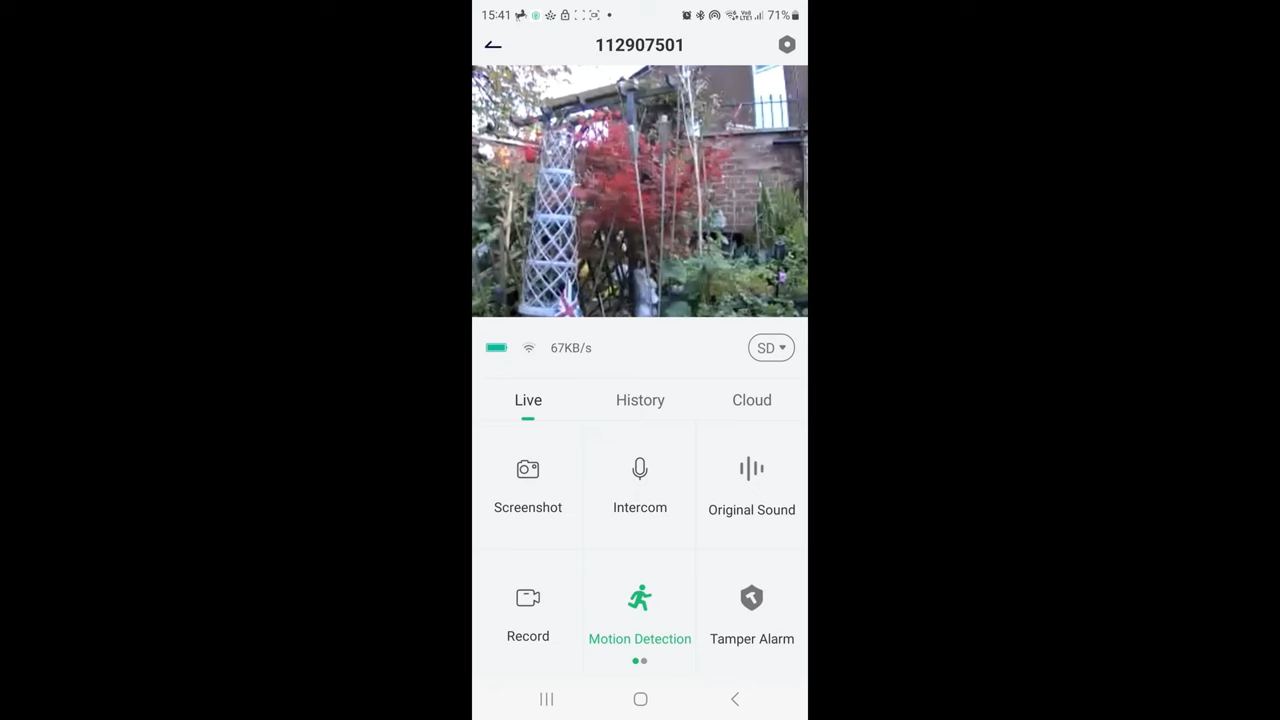 15:41 71%
112907501
67KB/s SD
Live History Cloud
Screenshot Intercom Original Sound
Record Motion Detection Tamper Alarm